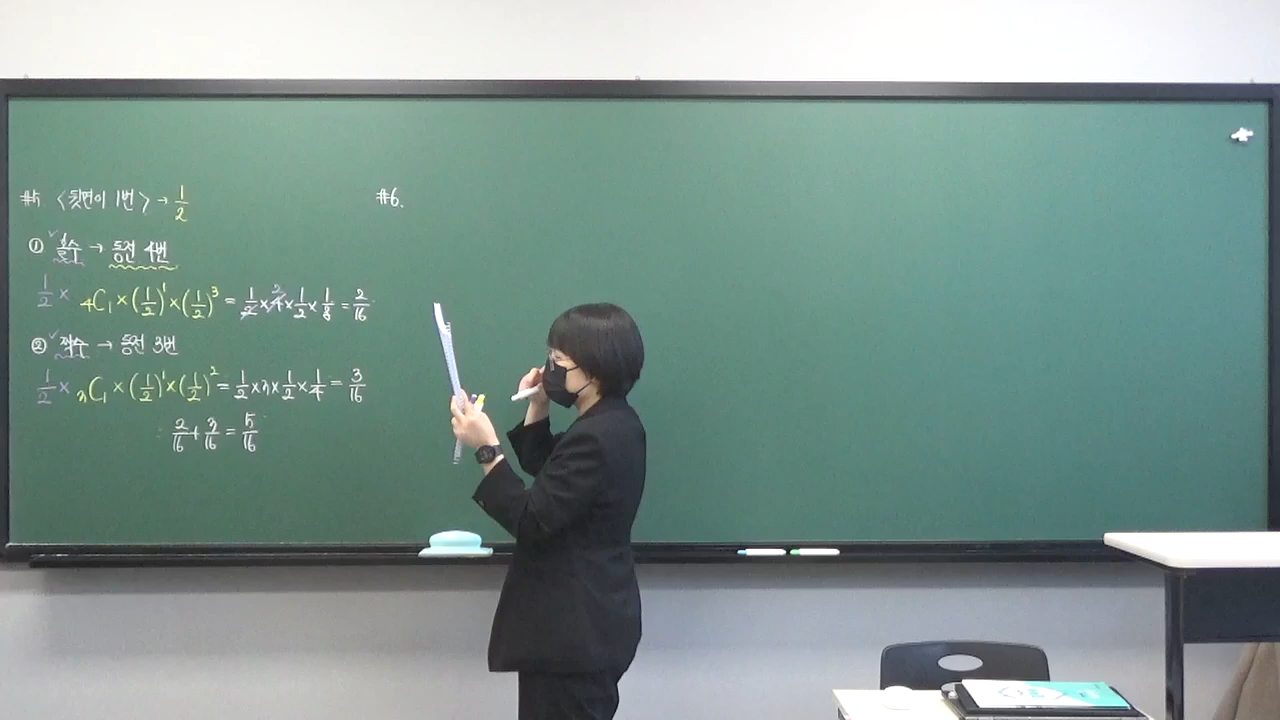 #5. <뒷면이 1번> → 1/2
① 홀수 → 동전 4번
1/2 × ₄C₁ × (1/2)¹ × (1/2)³ = 1/2 × 4 × 1/2 × 1/8 = 2/16
② 짝수 → 동전 3번
1/2 × ₃C₁ × (1/2)¹ × (1/2)² = 1/2 × 3 × 1/2 × 1/4 = 3/16
2/16 + 3/16 = 5/16
#6.